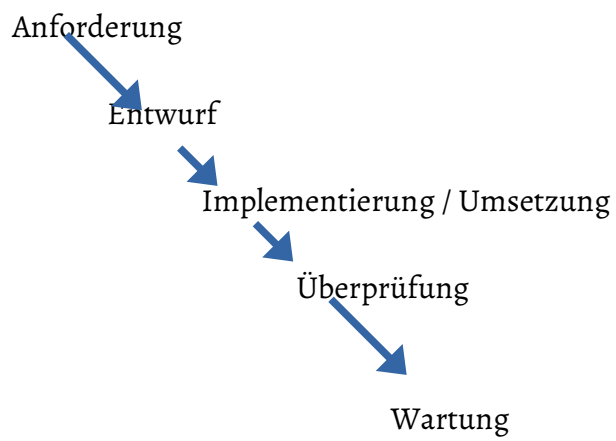 Anforderung
Entwurf
Implementierung / Umsetzung
Überprüfung
Wartung